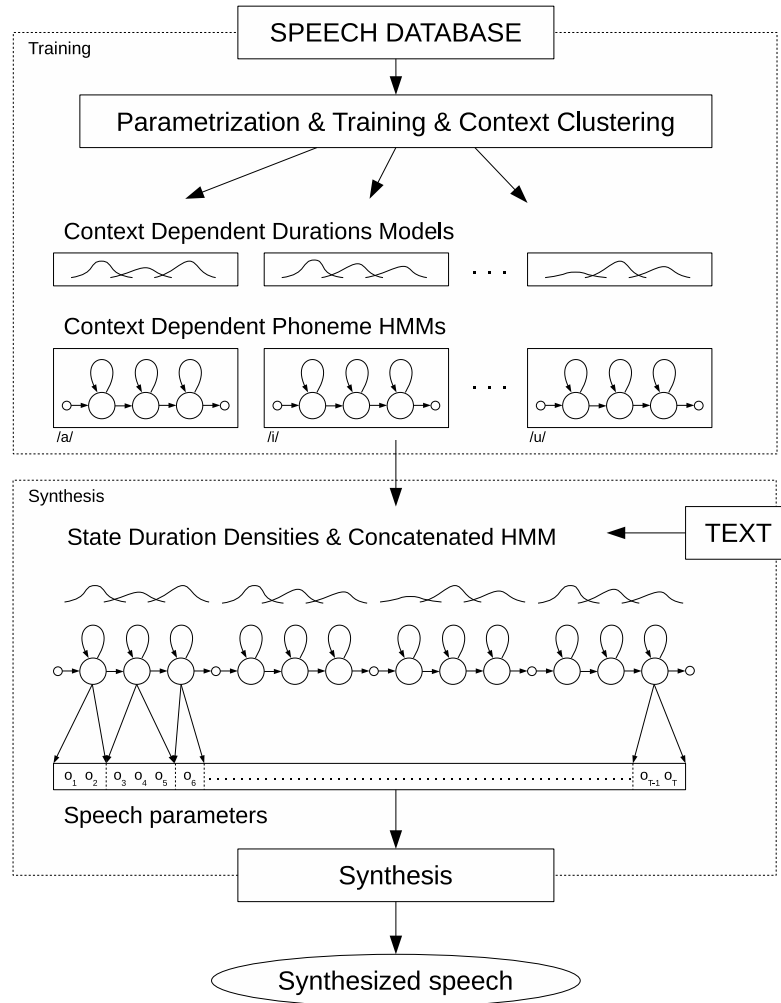 SPEECH DATABASE
Training
Parametrization & Training & Context Clustering
Context Dependent Durations Models
. . .
Context Dependent Phoneme HMMs
. . .
/a/ /i/ /u/
Synthesis
State Duration Densities & Concatenated HMM
TEXT
o1 o2 o3 o4 o5 o6 oT-1 oT
Speech parameters
Synthesis
Synthesized speech